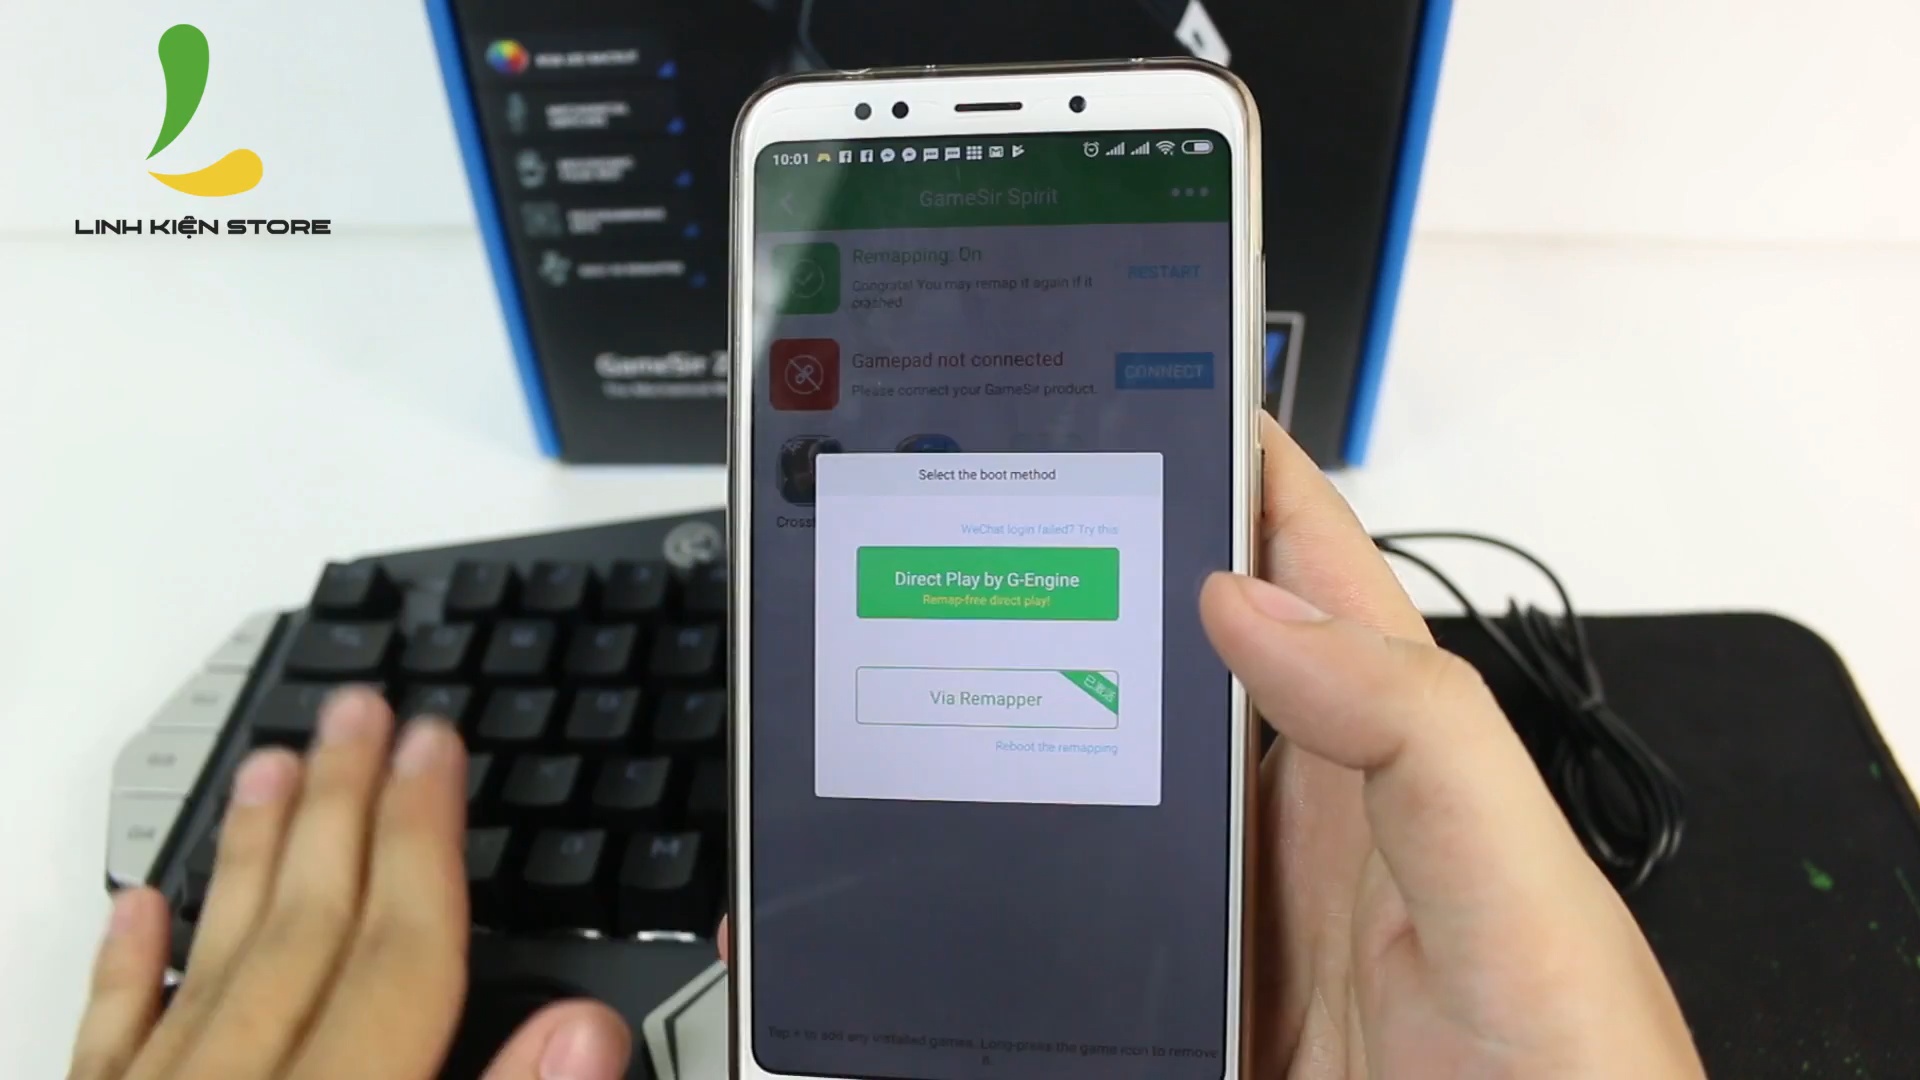 LINH KIỆN STORE
GameSir Z
10:01
GameSir Spirit
Remapping: On
Congrats! You may remap it again if it
crashed.
RESTART
Gamepad not connected
Please connect your GameSir product.
CONNECT
Select the boot method
WeChat login failed? Try this
Direct Play by G-Engine
Remap-free direct play!
Via Remapper
已激活
Reboot the remapping
Tap + to add any installed games. Long-press the game icon to remove
it.